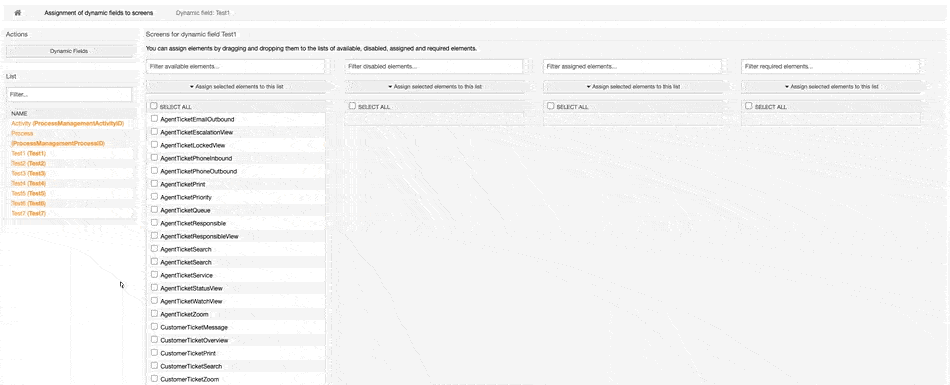 Assignment of dynamic fields to screens Dynamic field: Test1
Actions
Dynamic Fields
List
Filter...
NAME
Activity (ProcessManagementActivityID)
Process
(ProcessManagementProcessID)
Test1 (Test1)
Test2 (Test2)
Test3 (Test3)
Test4 (Test4)
Test5 (Test5)
Test6 (Test6)
Test7 (Test7)
Screens for dynamic field Test1
You can assign elements by dragging and dropping them to the lists of available, disabled, assigned and required elements.
Filter available elements...
Assign selected elements to this list
SELECT ALL
AgentTicketEmailOutbound
AgentTicketEscalationView
AgentTicketLockedView
AgentTicketPhoneInbound
AgentTicketPhoneOutbound
AgentTicketPrint
AgentTicketPriority
AgentTicketQueue
AgentTicketResponsible
AgentTicketResponsibleView
AgentTicketSearch
AgentTicketSearch
AgentTicketService
AgentTicketStatusView
AgentTicketWatchView
AgentTicketZoom
CustomerTicketMessage
CustomerTicketOverview
CustomerTicketPrint
CustomerTicketSearch
CustomerTicketZoom
Filter disabled elements...
Assign selected elements to this list
SELECT ALL
Filter assigned elements...
Assign selected elements to this list
SELECT ALL
Filter required elements...
Assign selected elements to this list
SELECT ALL